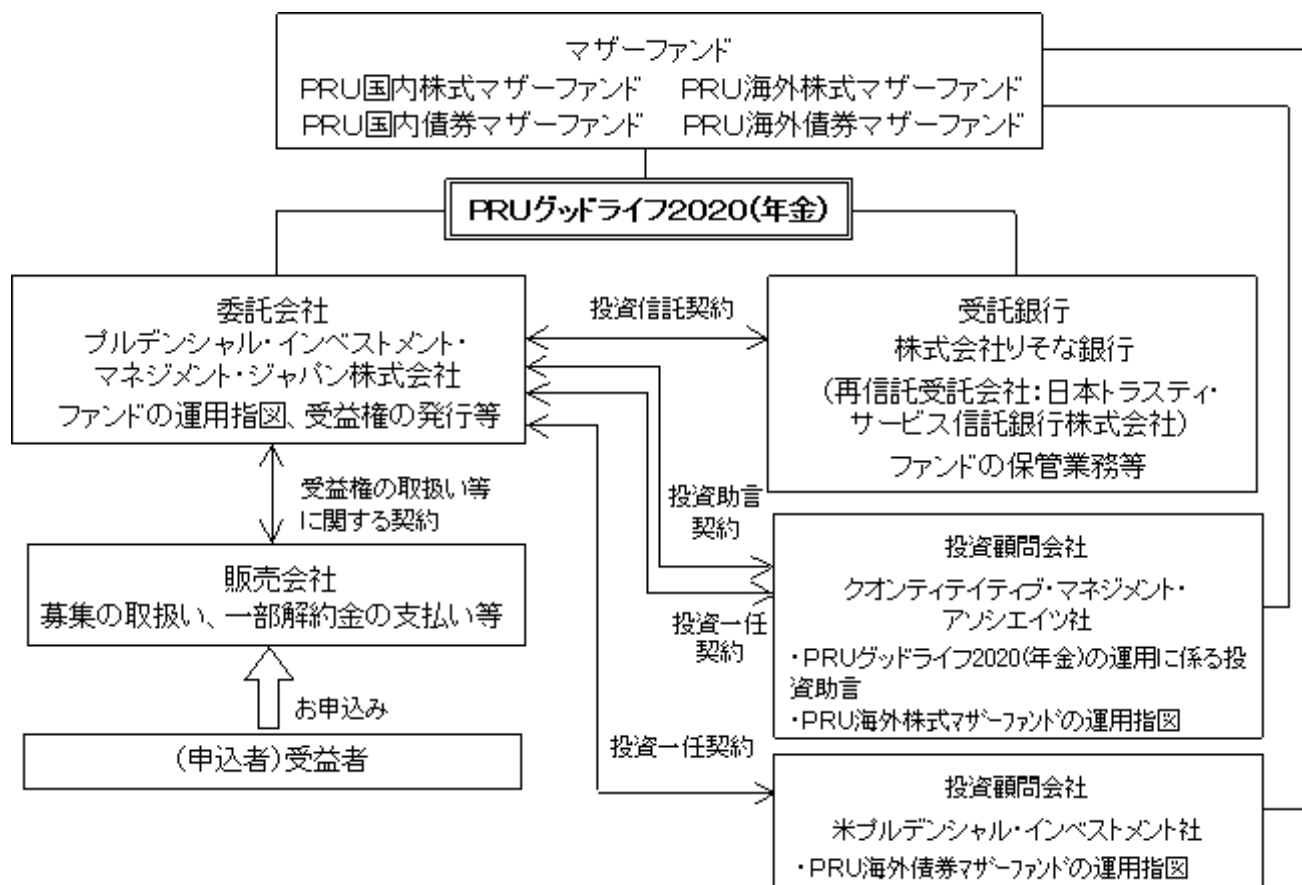 マザーファンド
PRU国内株式マザーファンド　PRU海外株式マザーファンド
PRU国内債券マザーファンド　PRU海外債券マザーファンド
PRUグッドライフ2020(年金)
委託会社
プルデンシャル・インベストメント・
マネジメント・ジャパン株式会社
ファンドの運用指図、受益権の発行等
投資信託契約
受託銀行
株式会社りそな銀行
(再信託受託会社：日本トラスティ・
サービス信託銀行株式会社)
ファンドの保管業務等
受益権の取扱い等
に関する契約
投資助言
契約
販売会社
募集の取扱い、一部解約金の支払い等
投資一任
契約
投資顧問会社
クオンティテイティブ・マネジメント・
アソシエイツ社
・PRUグッドライフ2020(年金)の運用に係る投
資助言
・PRU海外株式マザーファンドの運用指図
お申込み
(申込者)受益者
投資一任契約
投資顧問会社
米プルデンシャル・インベストメント社
・PRU海外債券マザーファンドの運用指図